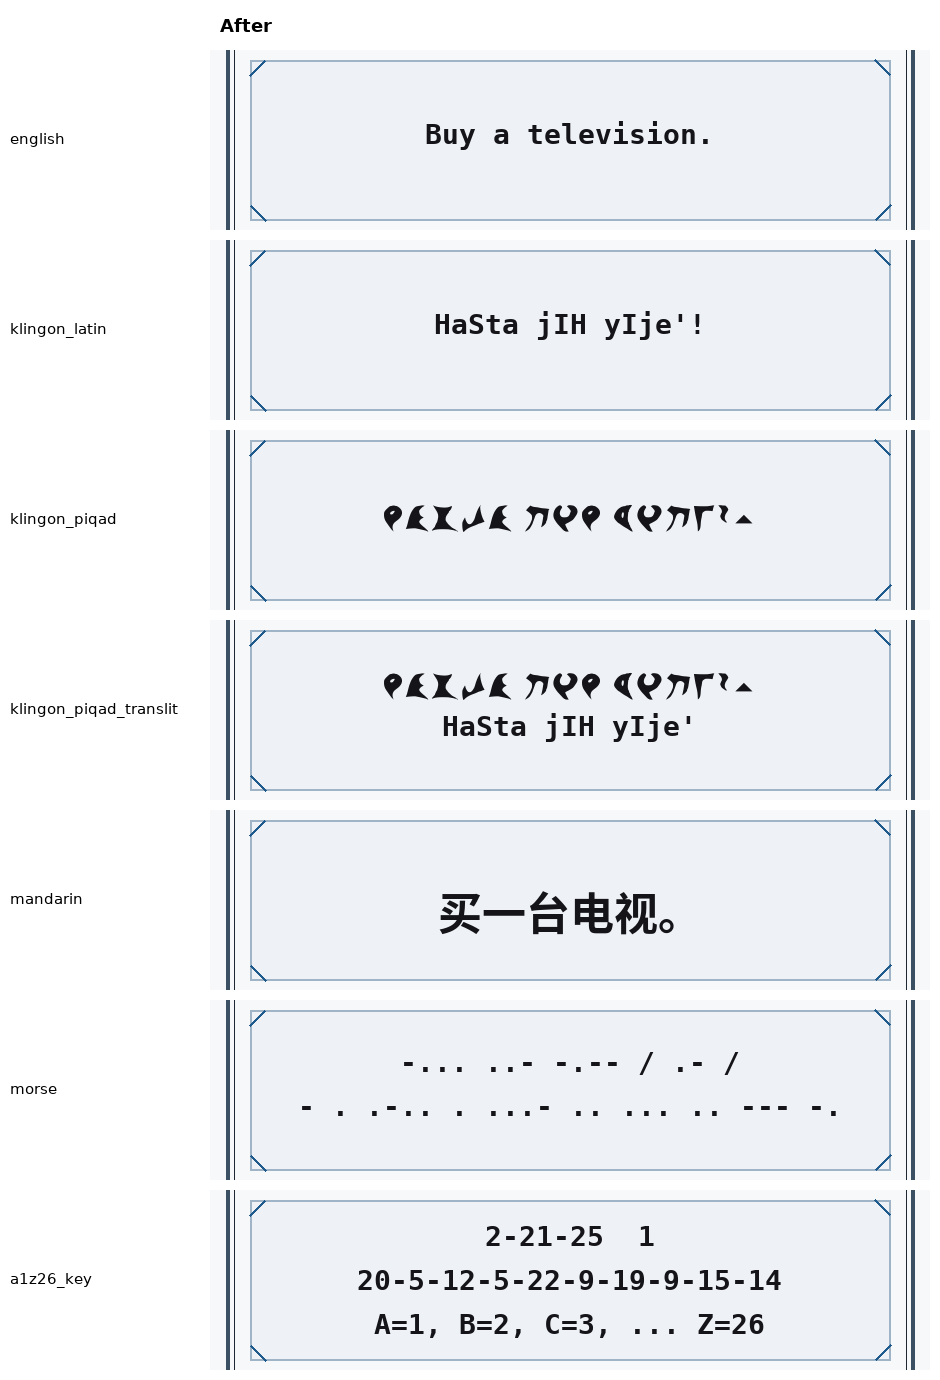 After
english
Buy a television.
klingon_latin
HaSta jIH yIje'!
klingon_piqad
  
klingon_piqad_translit
  
HaSta jIH yIje'
mandarin
买一台电视。
morse
-... ..- -.-- / .- /
- . .-.. . ...- .. ... .. --- -.
a1z26_key
2-21-25  1
20-5-12-5-22-9-19-9-15-14
A=1, B=2, C=3, ... Z=26